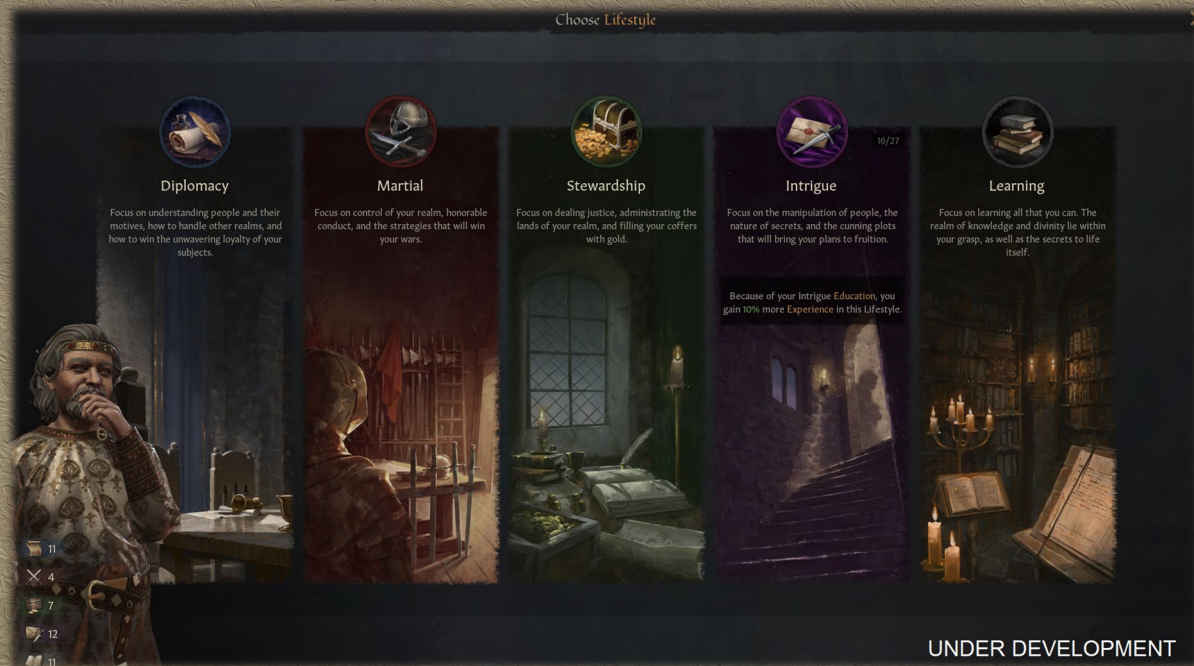 Choose Lifestyle
16/27
Diplomacy
Focus on understanding people and their
motives, how to handle other realms, and
how to win the unwavering loyalty of your
subjects.
Martial
Focus on control of your realm, honorable
conduct, and the strategies that will win
your wars.
Stewardship
Focus on dealing justice, administrating the
lands of your realm, and filling your coffers
with gold.
Intrigue
Focus on the manipulation of people, the
nature of secrets, and the cunning plots
that will bring your plans to fruition.
Because of your Intrigue Education, you
gain 10% more Experience in this Lifestyle.
Learning
Focus on learning all that you can. The
realm of knowledge and divinity lie within
your grasp, as well as the secrets to life
itself.
11
4
7
12
11
UNDER DEVELOPMENT